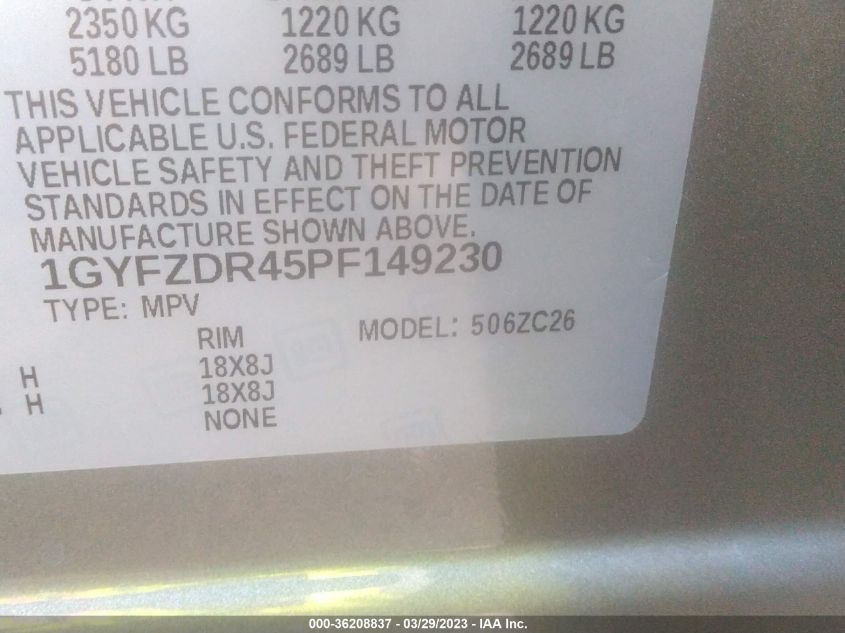 2350 KG 1220 KG 1220 KG
5180 LB 2689 LB 2689 LB
THIS VEHICLE CONFORMS TO ALL
APPLICABLE U.S. FEDERAL MOTOR
VEHICLE SAFETY AND THEFT PREVENTION
STANDARDS IN EFFECT ON THE DATE OF
MANUFACTURE SHOWN ABOVE.
1GYFZDR45PF149230
TYPE: MPV
RIM MODEL: 506ZC26
H 18X8J
H 18X8J
NONE
000-36208837 - 03/29/2023 - IAA Inc.